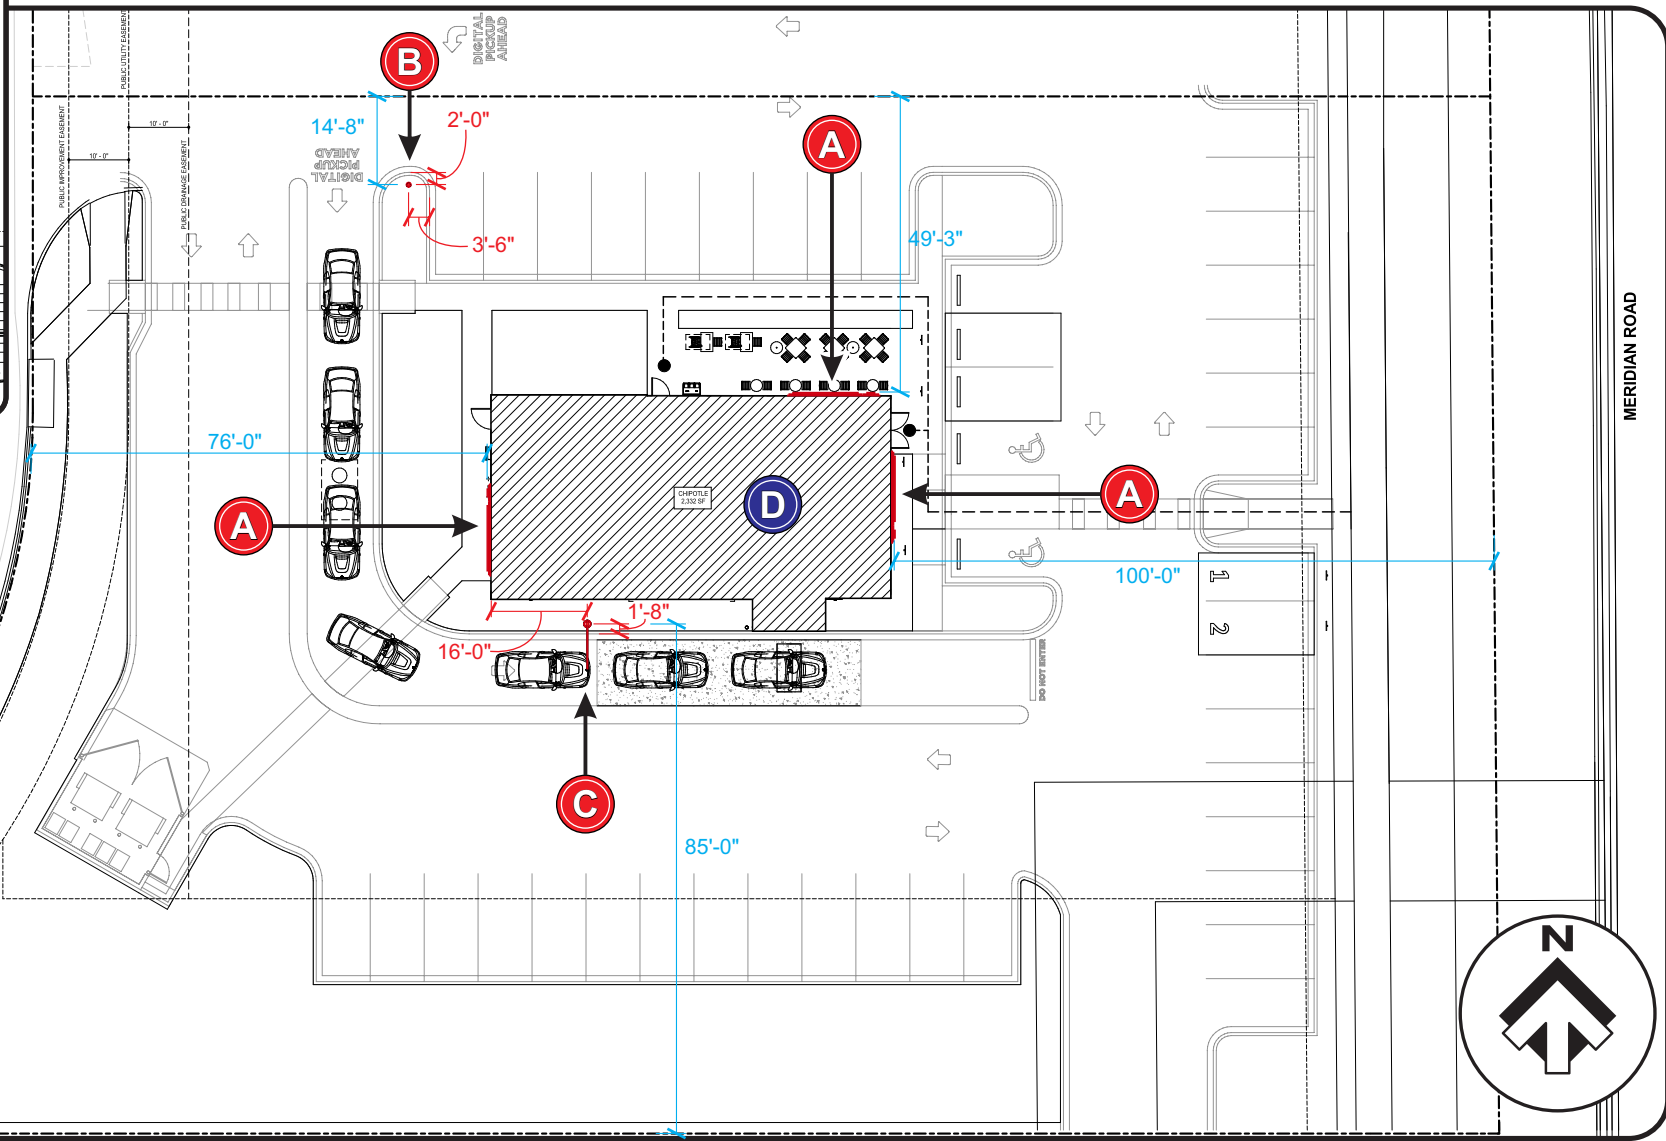 DIGITAL
PICKUP
AHEAD
B
PUBLIC UTILITY EASEMENT
PUBLIC IMPROVEMENT EASEMENT
PUBLIC DRAINAGE EASEMENT
10' - 0"
10' - 0"
14'-8"
2'-0"
DIGITAL
PICKUP
AHEAD
3'-6"
A
49'-3"
MERIDIAN ROAD
76'-0"
CHIPOTLE
2,332 SF
D
A
A
100'-0"
1
2
1'-8"
16'-0"
DO NOT ENTER
C
85'-0"
N